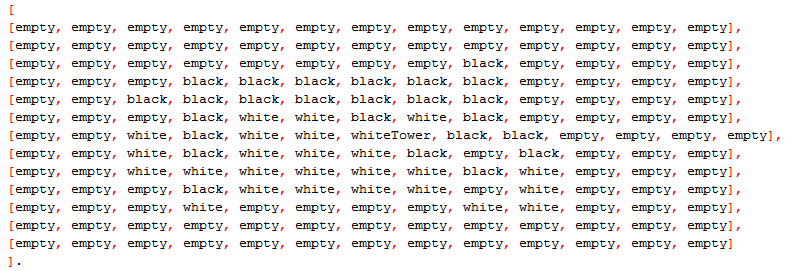 [
[empty, empty, empty, empty, empty, empty, empty, empty, empty, empty, empty, empty, empty],
[empty, empty, empty, empty, empty, empty, empty, empty, empty, empty, empty, empty, empty],
[empty, empty, empty, empty, empty, empty, empty, empty, black, empty, empty, empty, empty],
[empty, empty, empty, black, black, black, black, black, black, empty, empty, empty, empty],
[empty, empty, black, black, black, black, black, black, black, empty, empty, empty, empty],
[empty, empty, empty, black, white, white, black, white, black, empty, empty, empty, empty],
[empty, empty, white, black, white, white, whiteTower, black, black, empty, empty, empty, empty],
[empty, empty, white, black, white, white, white, black, empty, black, empty, empty, empty],
[empty, empty, white, white, white, white, white, white, black, white, empty, empty, empty],
[empty, empty, empty, black, white, white, white, white, empty, white, empty, empty, empty],
[empty, empty, empty, white, empty, empty, empty, empty, white, white, empty, empty, empty],
[empty, empty, empty, empty, empty, empty, empty, empty, empty, empty, empty, empty, empty],
[empty, empty, empty, empty, empty, empty, empty, empty, empty, empty, empty, empty, empty]
].